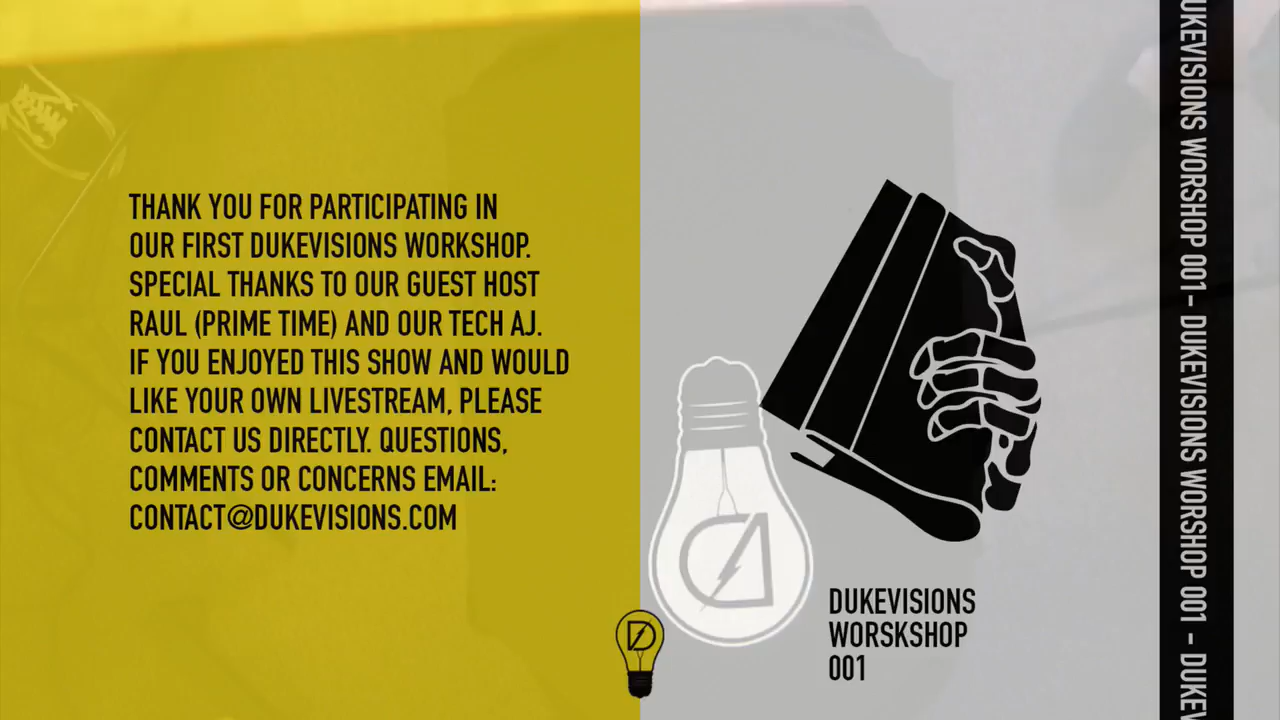 THANK YOU FOR PARTICIPATING IN
OUR FIRST DUKEVISIONS WORKSHOP.
SPECIAL THANKS TO OUR GUEST HOST
RAUL (PRIME TIME) AND OUR TECH AJ.
IF YOU ENJOYED THIS SHOW AND WOULD
LIKE YOUR OWN LIVESTREAM, PLEASE
CONTACT US DIRECTLY. QUESTIONS,
COMMENTS OR CONCERNS EMAIL:
CONTACT@DUKEVISIONS.COM
DUKEVISIONS
WORSKSHOP
001
UKEVISIONS WORSHOP 001- DUKEVISIONS WORSHOP 001 - DUKEV